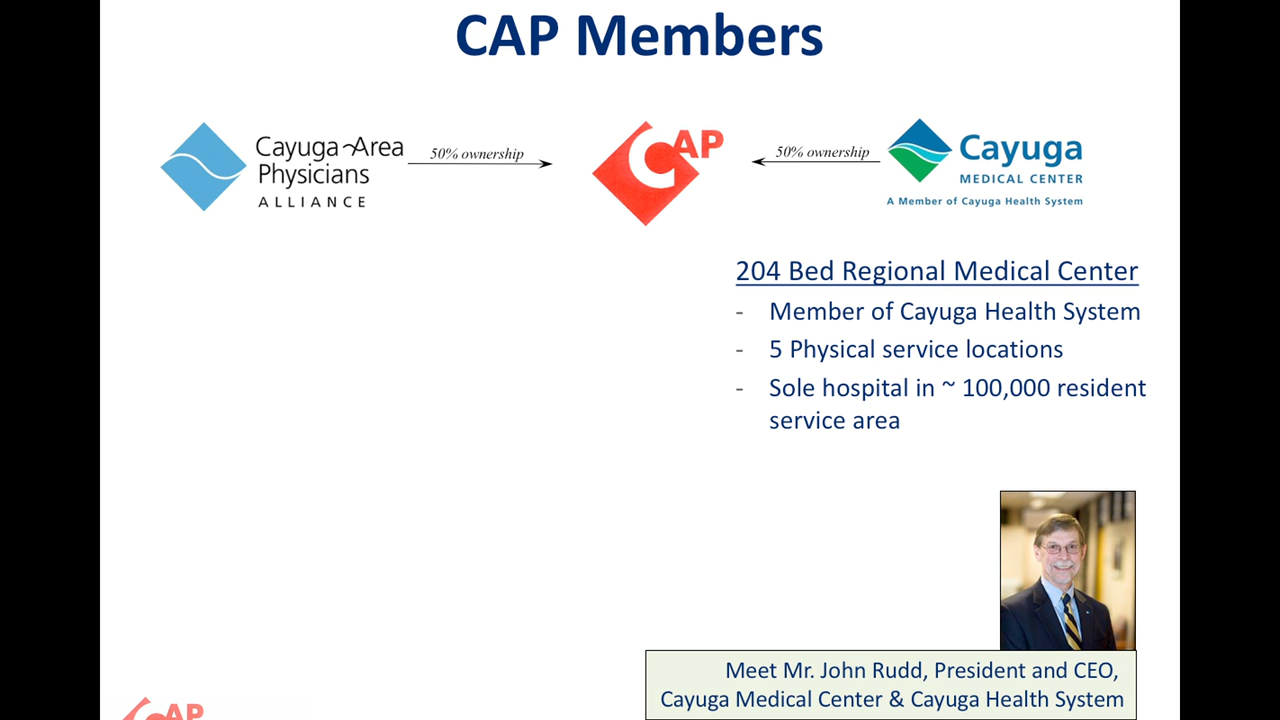 CAP Members
Cayuga Area
Physicians
ALLIANCE
50% ownership
CAP
50% ownership
Cayuga
MEDICAL CENTER
A Member of Cayuga Health System
204 Bed Regional Medical Center
- Member of Cayuga Health System
- 5 Physical service locations
- Sole hospital in ~ 100,000 resident
service area
Meet Mr. John Rudd, President and CEO,
Cayuga Medical Center & Cayuga Health System
CAP